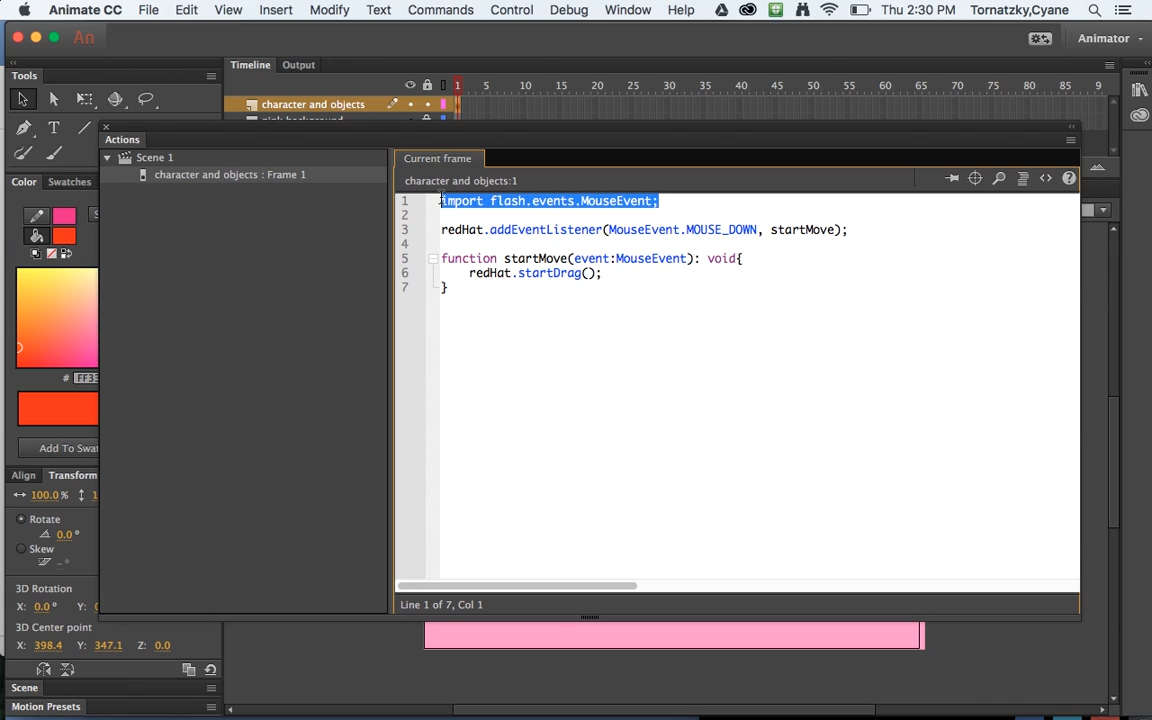 Animate CC File Edit View Insert Modify Text Commands Control Debug Window Help Thu 2:30 PM Tornatzky,Cyane
An Animator
Tools Timeline Output
1 5 10 15 20 25 30 35 40 45 50 55 60 65 70 75 80 85 9
character and objects
T
Actions
Scene 1 Current frame
character and objects : Frame 1 character and objects:1
Color Swatches
1 import flash.events.MouseEvent;
2
3 redHat.addEventListener(MouseEvent.MOUSE_DOWN, startMove);
4
5 function startMove(event:MouseEvent): void{
6 redHat.startDrag();
7 }
# FF33
Add To Swat
Align Transform
100.0 % 1
Rotate
0.0 °
Skew
3D Rotation
X: 0.0 ° Y:
Line 1 of 7, Col 1
3D Center point
X: 398.4 Y: 347.1 Z: 0.0
Scene
Motion Presets